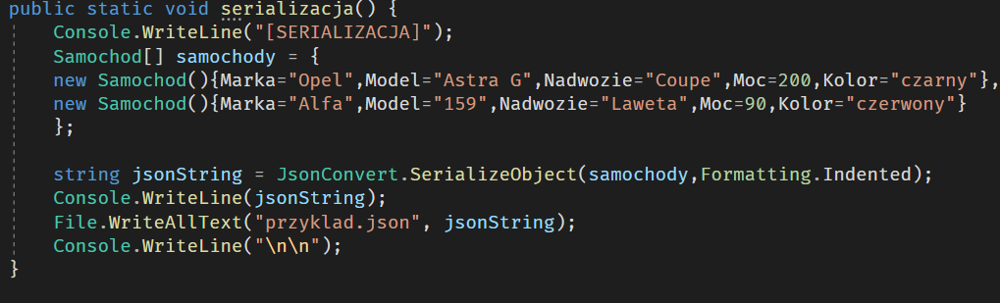 public static void serializacja() {
Console.WriteLine("[SERIALIZACJA]");
Samochod[] samochody = {
new Samochod(){Marka="Opel",Model="Astra G",Nadwozie="Coupe",Moc=200,Kolor="czarny"},
new Samochod(){Marka="Alfa",Model="159",Nadwozie="Laweta",Moc=90,Kolor="czerwony"}
};
string jsonString = JsonConvert.SerializeObject(samochody,Formatting.Indented);
Console.WriteLine(jsonString);
File.WriteAllText("przyklad.json", jsonString);
Console.WriteLine("\n\n");
}